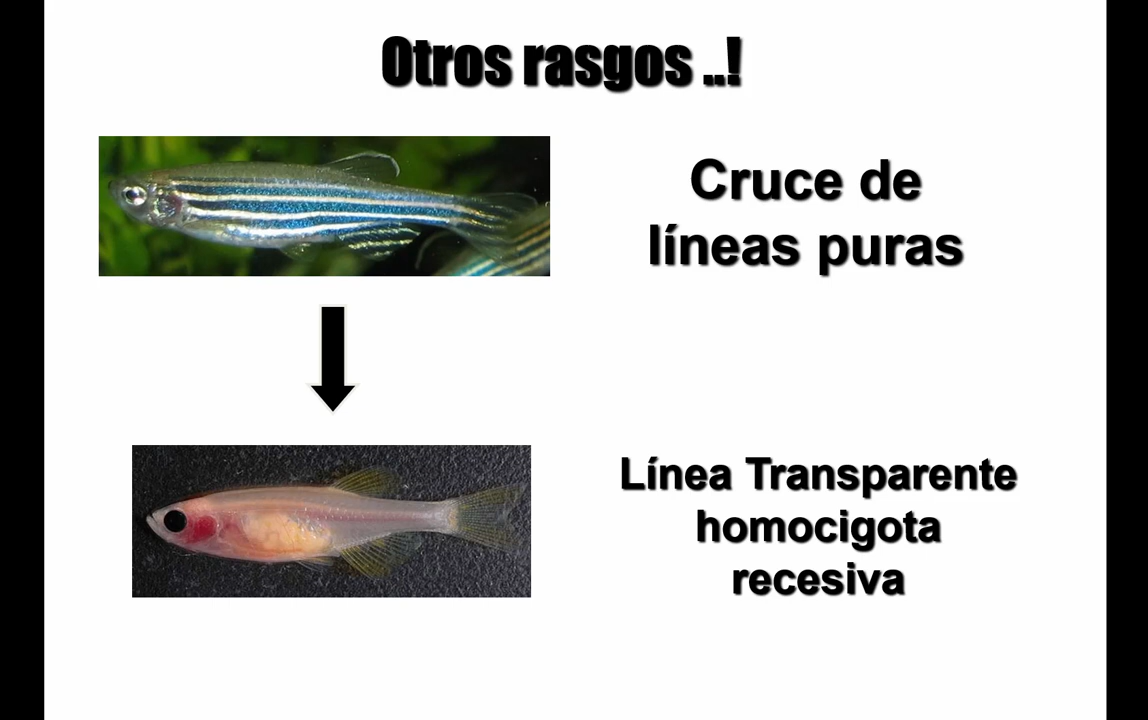 Otros rasgos ..!
Cruce de
líneas puras
Línea Transparente
homocigota
recesiva